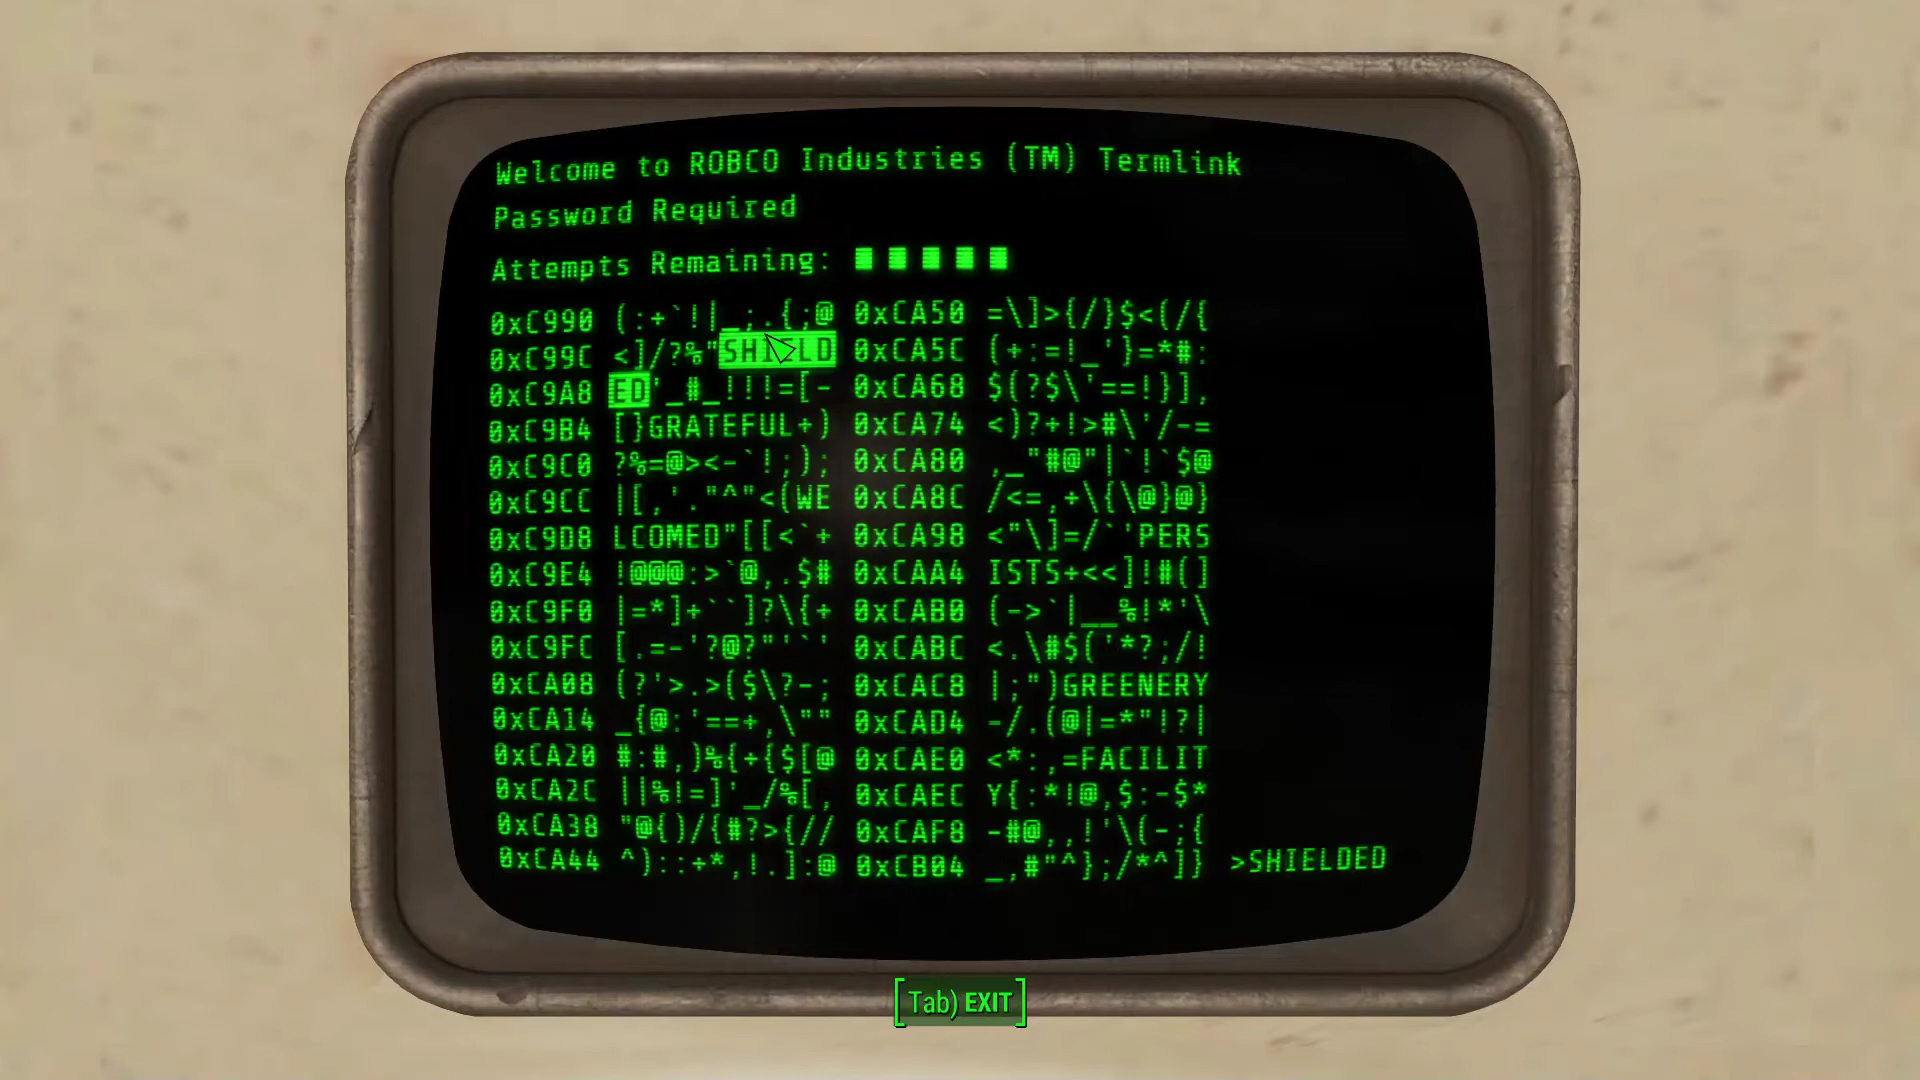 Welcome to ROBCO Industries (TM) Termlink
Password Required
Attempts Remaining:
0xC990 (:+`!|_;.{;@ 0xCA50 =\]>{/}$<(/{
0xC99C <]/?%"SHIELD 0xCA5C (+:=!_'}=*#:
0xC9A8 ED'_#_!!!=[- 0xCA68 $(?$\'==!}],
0xC9B4 [}GRATEFUL+) 0xCA74 <)?+!>#\'/-=
0xC9C0 ?%=@><-`!;); 0xCA80 ,_"#@"|`!`$@
0xC9CC |[,'."^"<(WE 0xCA8C /<=,+\{\@}@}
0xC9D8 LCOMED"[[<`+ 0xCA98 <"\]=/`'PERS
0xC9E4 !@@@:>`@,.$# 0xCAA4 ISTS+<<]!#(]
0xC9F0 |=*]+``]?\{+ 0xCAB0 (->`|__%!*'\
0xC9FC [.=-'?@?"'`' 0xCABC <.\#$('*?;/!
0xCA08 (?'>.>($\?-; 0xCAC8 |;")GREENERY
0xCA14 _{@:'==+,\"" 0xCAD4 -/.(@|=*"!?|
0xCA20 #:#,)%{+{$[@ 0xCAE0 <*:,=FACILIT
0xCA2C ||%!=]'_/%[, 0xCAEC Y{:*!@,$:-$*
0xCA38 "@{)/{#?>{// 0xCAF8 -#@,,!'\(-;{
0xCA44 ^)::+*,!.]:@ 0xCB04 _,#"^};/*^]} >SHIELDED
Tab) EXIT